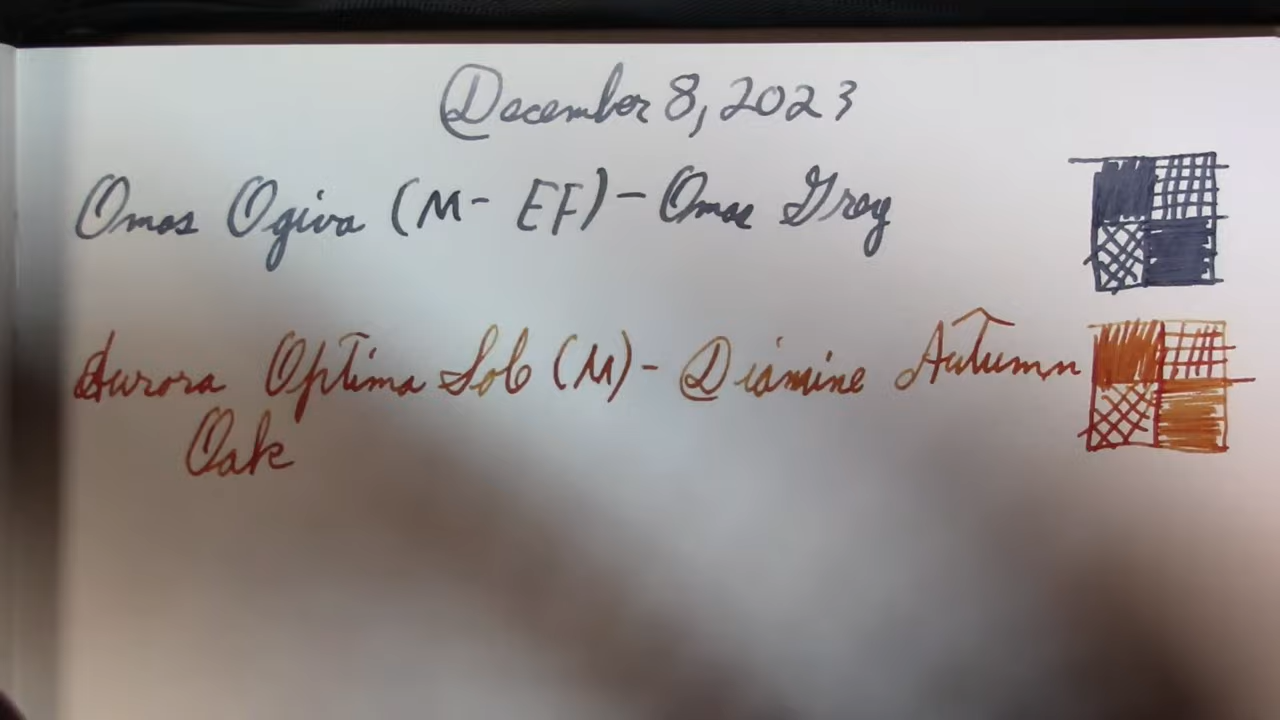 December 8, 2023
Omas Ogiva (M- EF) - Omas Grey
Aurora Optima Sole (M) - Diamine Autumn
Oak